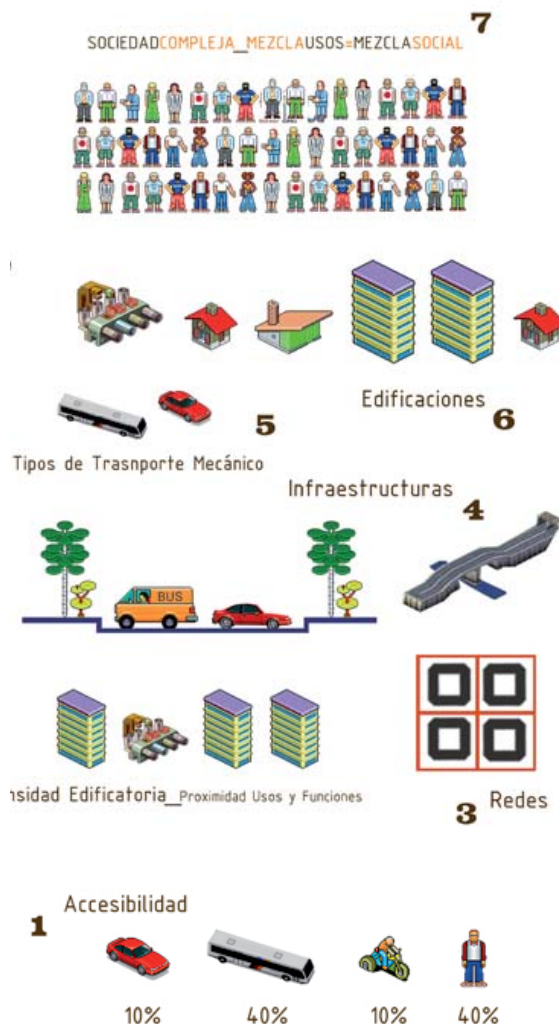 7
SOCIEDADCOMPLEJA_MEZCLAUSOS=MEZCLASOCIAL
Edificaciones 6
5
Tipos de Trasnporte Mecánico
Infraestructuras 4
BUS
nsidad Edificatoria_Proximidad Usos y Funciones
3 Redes
Accesibilidad
1
10% 40% 10% 40%